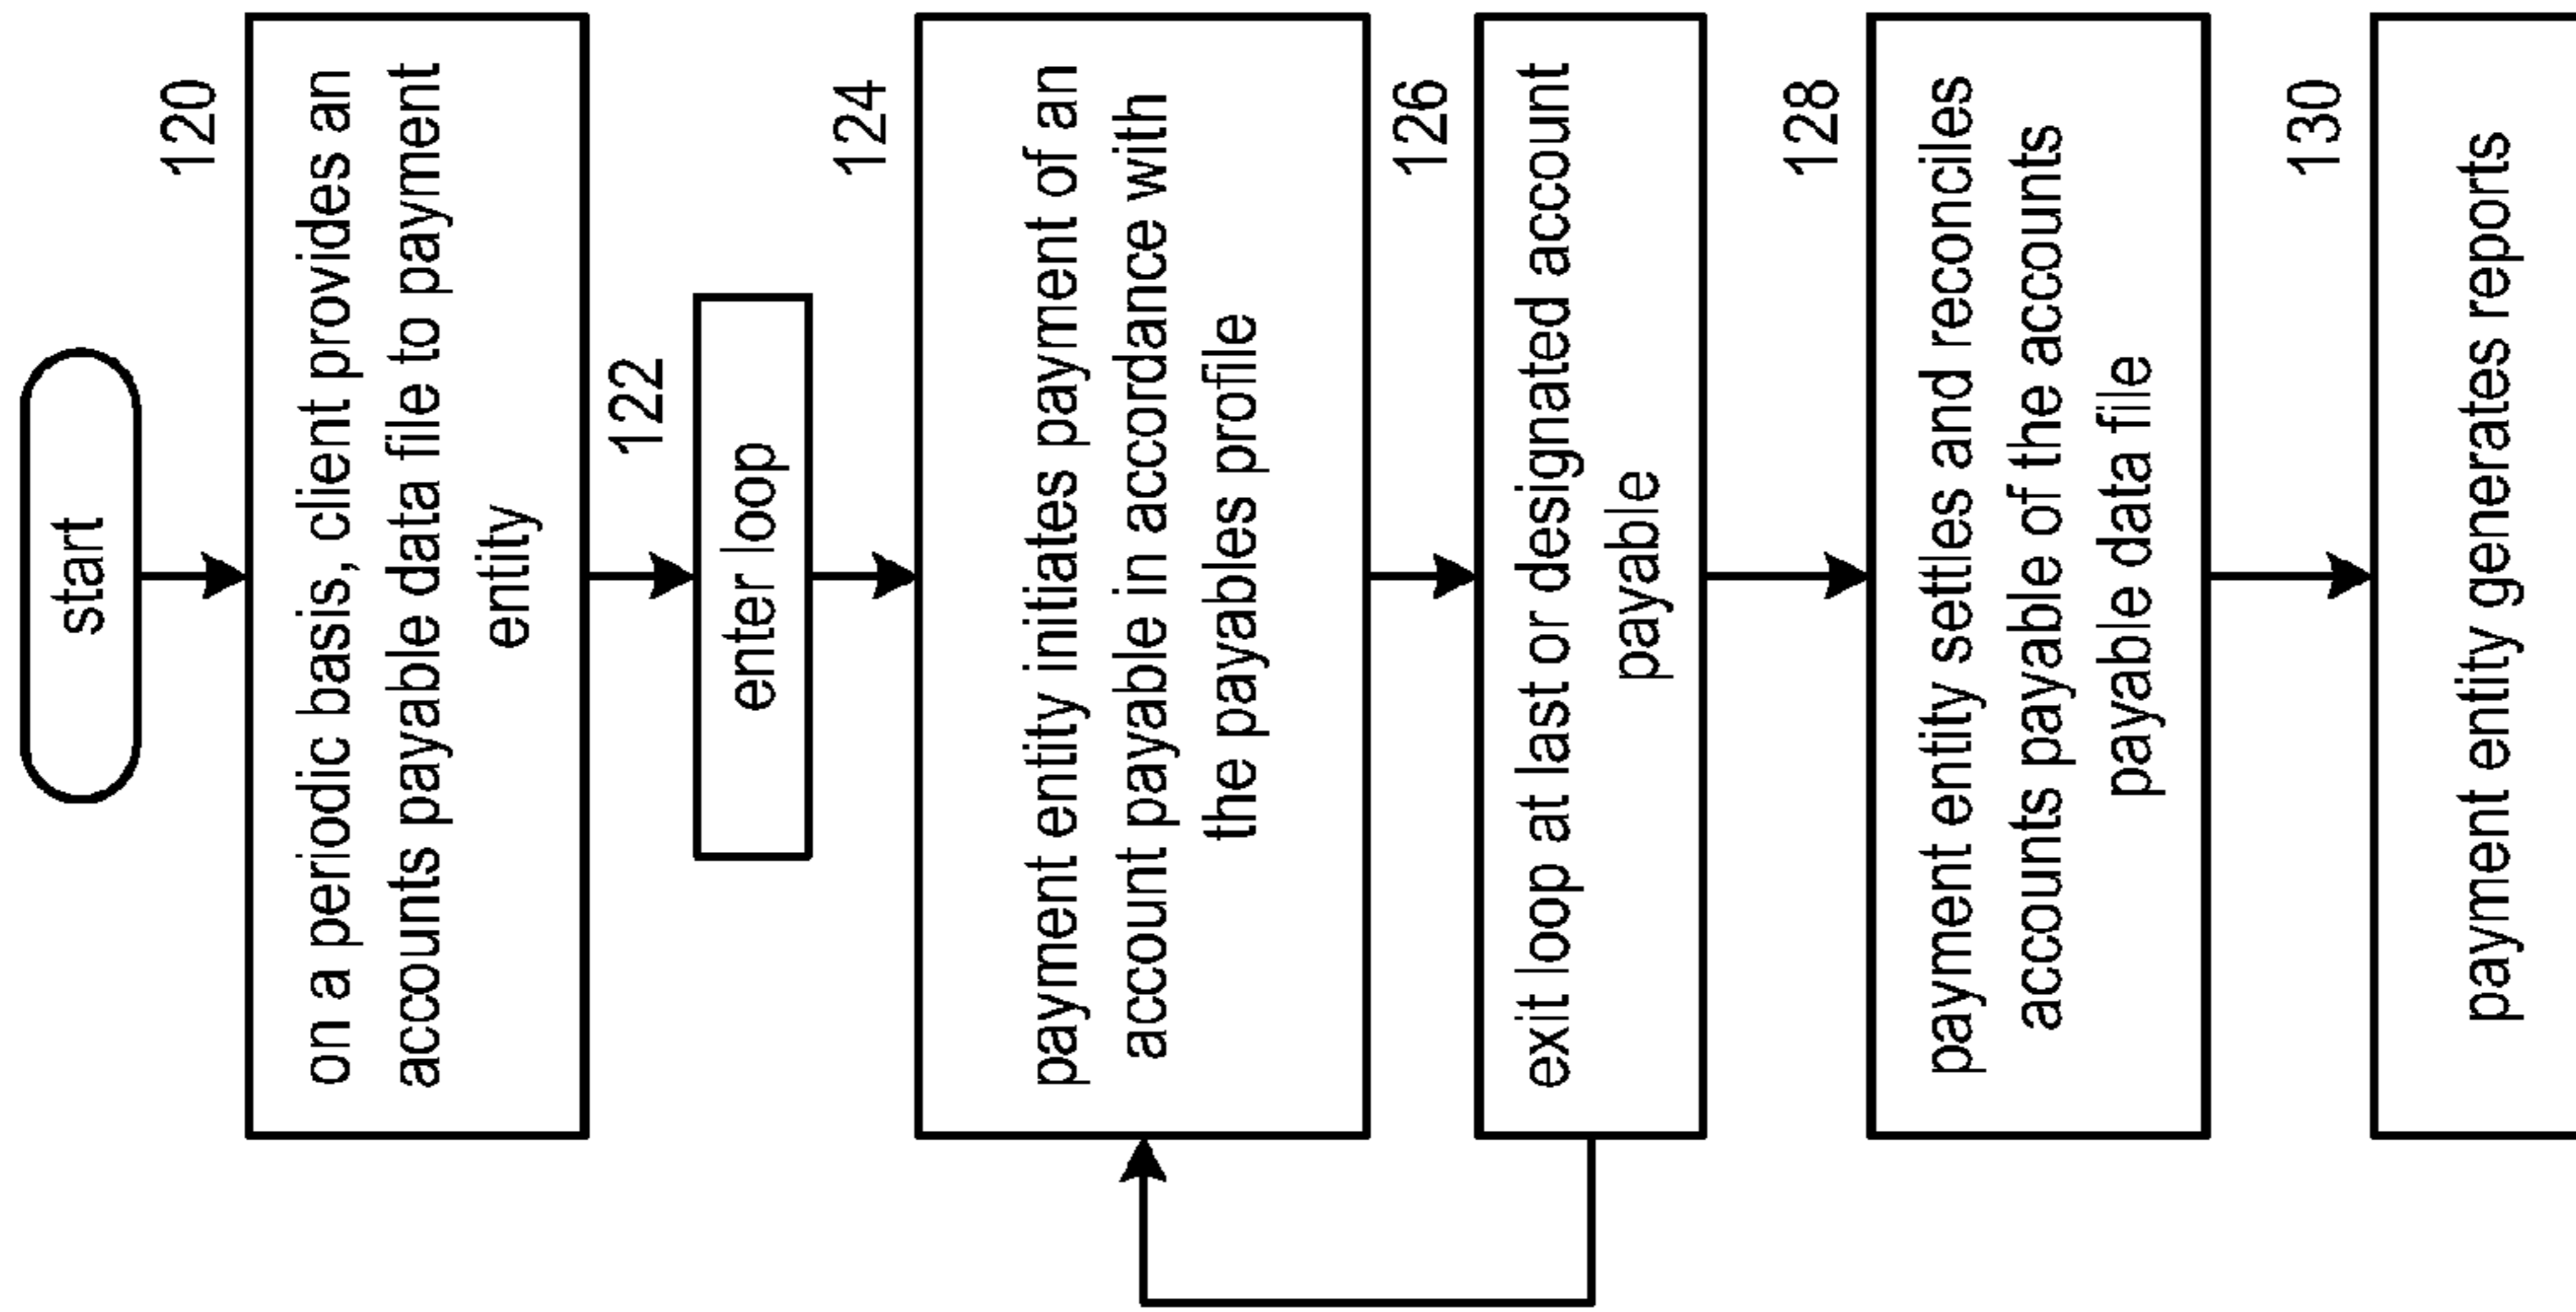 start
120
on a periodic basis, client provides an
accounts payable data file to payment
entity
122
enter loop
124
payment entity initiates payment of an
account payable in accordance with
the payables profile
126
exit loop at last or designated account
payable
128
payment entity settles and reconciles
accounts payable of the accounts
payable data file
130
payment entity generates reports